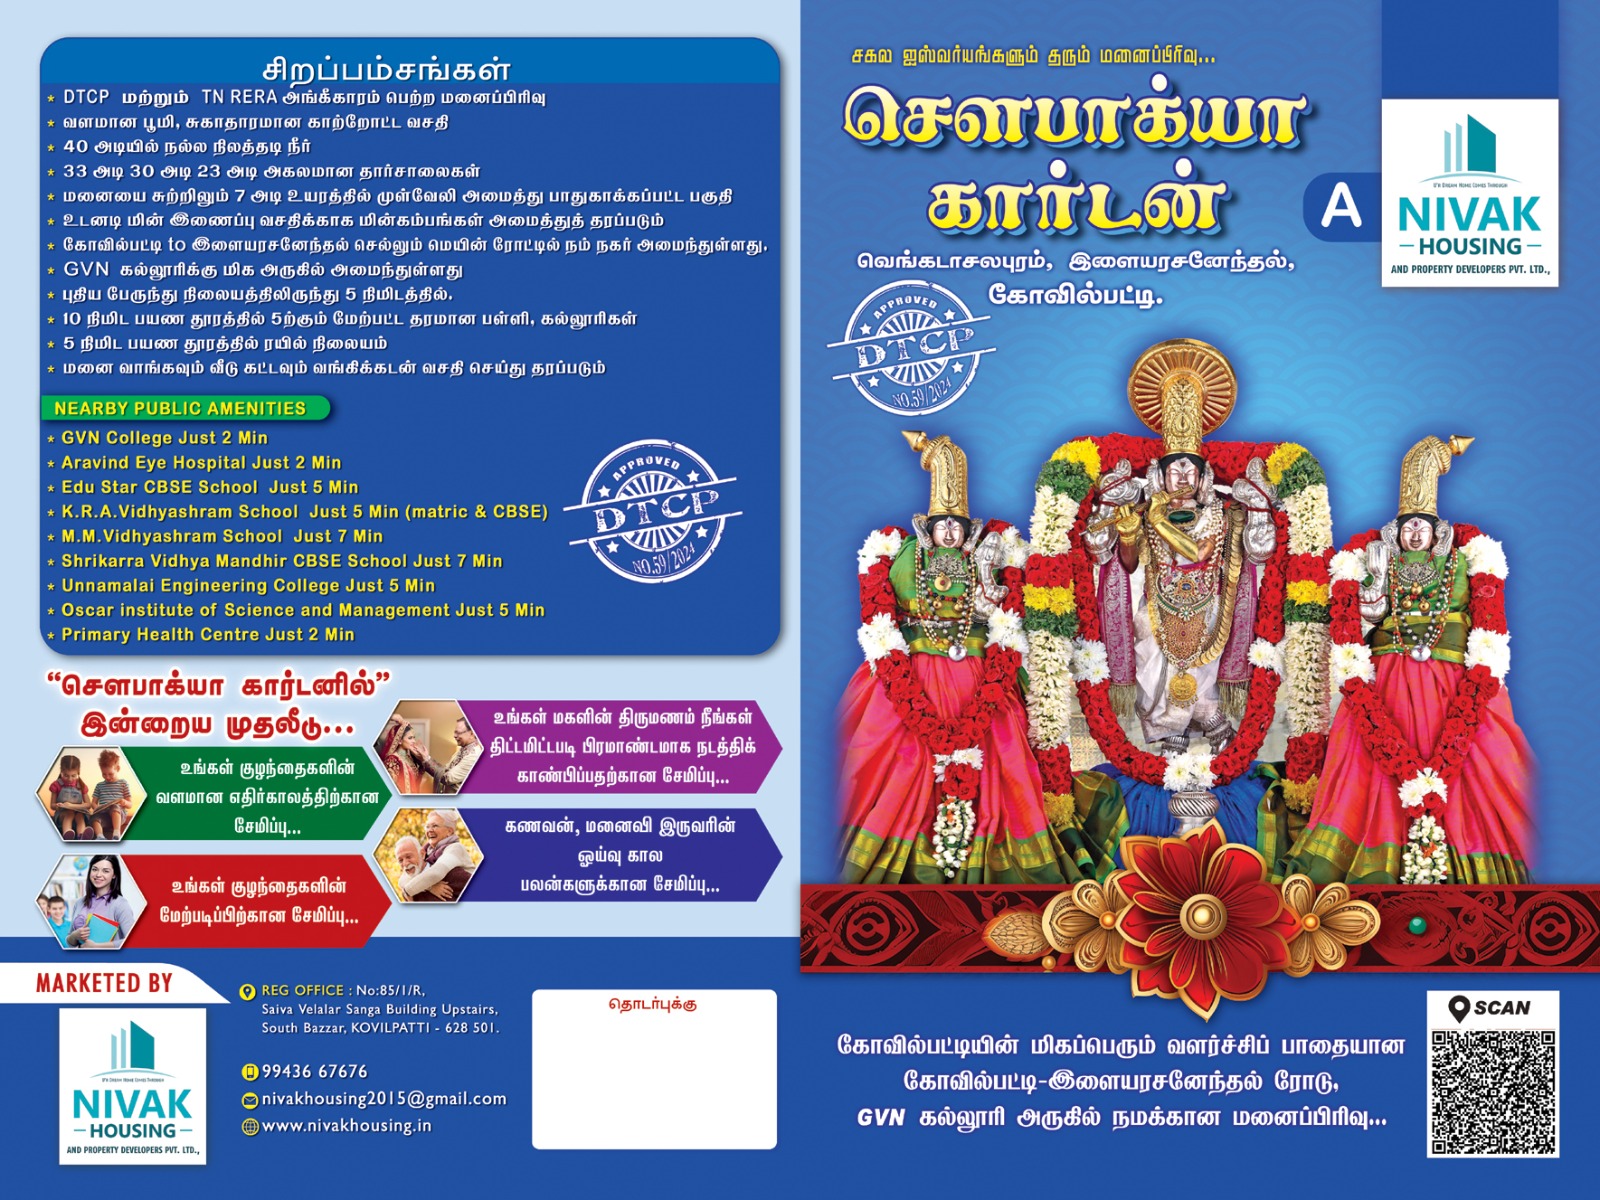 சிறப்பம்சங்கள்
* DTCP மற்றும் TN RERA அங்கீகாரம் பெற்ற மனைப்பிரிவு
* வளமான பூமி, சுகாதாரமான காற்றோட்ட வசதி
* 40 அடியில் நல்ல நிலத்தடி நீர்
* 33 அடி 30 அடி 23 அடி அகலமான தார்சாலைகள்
* மனையை சுற்றிலும் 7 அடி உயரத்தில் முள்வேலி அமைத்து பாதுகாக்கப்பட்ட பகுதி
* உடனடி மின் இணைப்பு வசதிக்காக மின்கம்பங்கள் அமைத்துத் தரப்படும்
* கோவில்பட்டி to இளையரசனேந்தல் செல்லும் மெயின் ரோட்டில் நம் நகர் அமைந்துள்ளது.
* GVN கல்லூரிக்கு மிக அருகில் அமைந்துள்ளது
* புதிய பேருந்து நிலையத்திலிருந்து 5 நிமிடத்தில்.
* 10 நிமிட பயண தூரத்தில் 5ற்கும் மேற்பட்ட தரமான பள்ளி, கல்லூரிகள்
* 5 நிமிட பயண தூரத்தில் ரயில் நிலையம்
* மனை வாங்கவும் வீடு கட்டவும் வங்கிக்கடன் வசதி செய்து தரப்படும்
NEARBY PUBLIC AMENITIES
* GVN College Just 2 Min
* Aravind Eye Hospital Just 2 Min
* Edu Star CBSE School Just 5 Min
* K.R.A.Vidhyashram School Just 5 Min (matric & CBSE)
* M.M.Vidhyashram School Just 7 Min
* Shrikarra Vidhya Mandhir CBSE School Just 7 Min
* Unnamalai Engineering College Just 5 Min
* Oscar institute of Science and Management Just 5 Min
* Primary Health Centre Just 2 Min
APPROVED
DTCP
NO.59/2024
"சௌபாக்யா கார்டனில்"
இன்றைய முதலீடு...
உங்கள் குழந்தைகளின்
வளமான எதிர்காலத்திற்கான
சேமிப்பு...
உங்கள் மகளின் திருமணம் நீங்கள்
திட்டமிட்டபடி பிரமாண்டமாக நடத்திக்
காண்பிப்பதற்கான சேமிப்பு...
உங்கள் குழந்தைகளின்
மேற்படிப்பிற்கான சேமிப்பு...
கணவன், மனைவி இருவரின்
ஓய்வு கால
பலன்களுக்கான சேமிப்பு...
MARKETED BY
It's Dream Home Comes Through
NIVAK
HOUSING
AND PROPERTY DEVELOPERS PVT. LTD.,
REG OFFICE : No:85/1/R,
Saiva Velalar Sanga Building Upstairs,
South Bazzar, KOVILPATTI - 628 501.
99436 67676
nivakhousing2015@gmail.com
www.nivakhousing.in
தொடர்புக்கு
சகல ஐஸ்வர்யங்களும் தரும் மனைப்பிரிவு...
சௌபாக்யா
கார்டன்
வெங்கடாசலபுரம், இளையரசனேந்தல்,
கோவில்பட்டி.
APPROVED
DTCP
NO.59/2024
A
It's Dream Home Comes Through
NIVAK
HOUSING
AND PROPERTY DEVELOPERS PVT. LTD.,
கோவில்பட்டியின் மிகப்பெரும் வளர்ச்சிப் பாதையான
கோவில்பட்டி-இளையரசனேந்தல் ரோடு,
GVN கல்லூரி அருகில் நமக்கான மனைப்பிரிவு...
SCAN